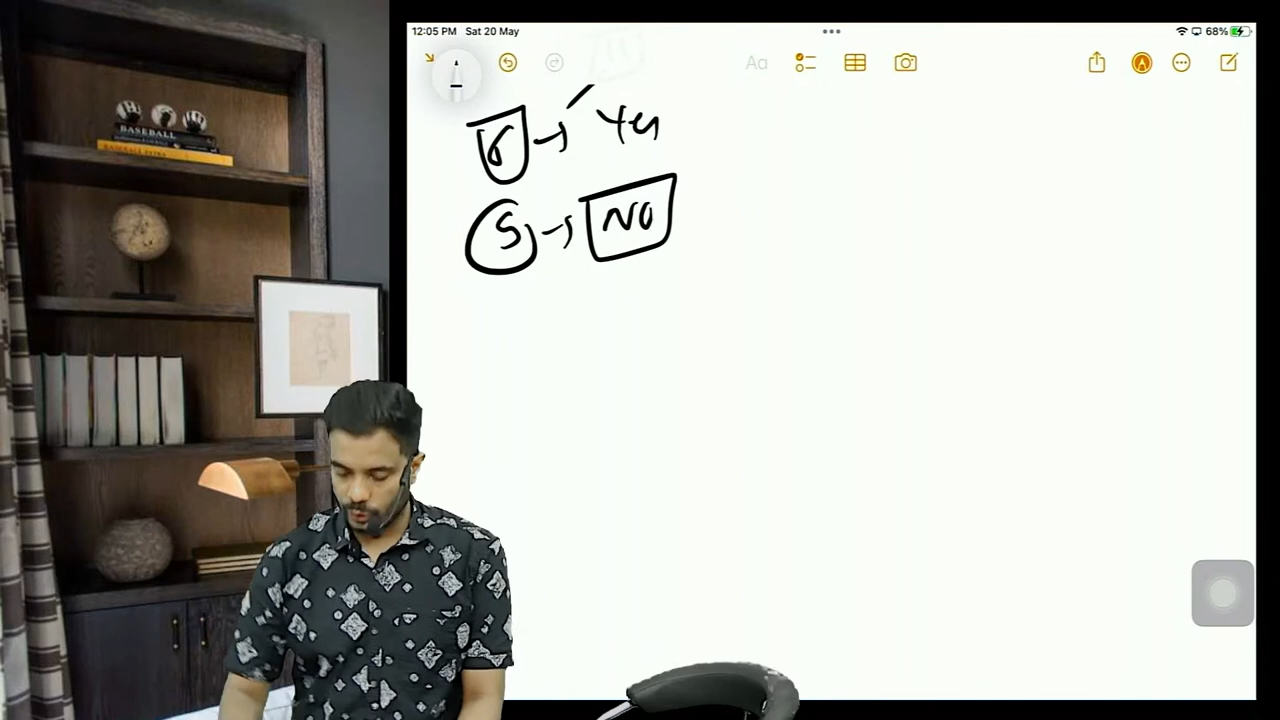 12:05 PM Sat 20 May
68%
Aa
→ Yes
S → NO
BASEBALL